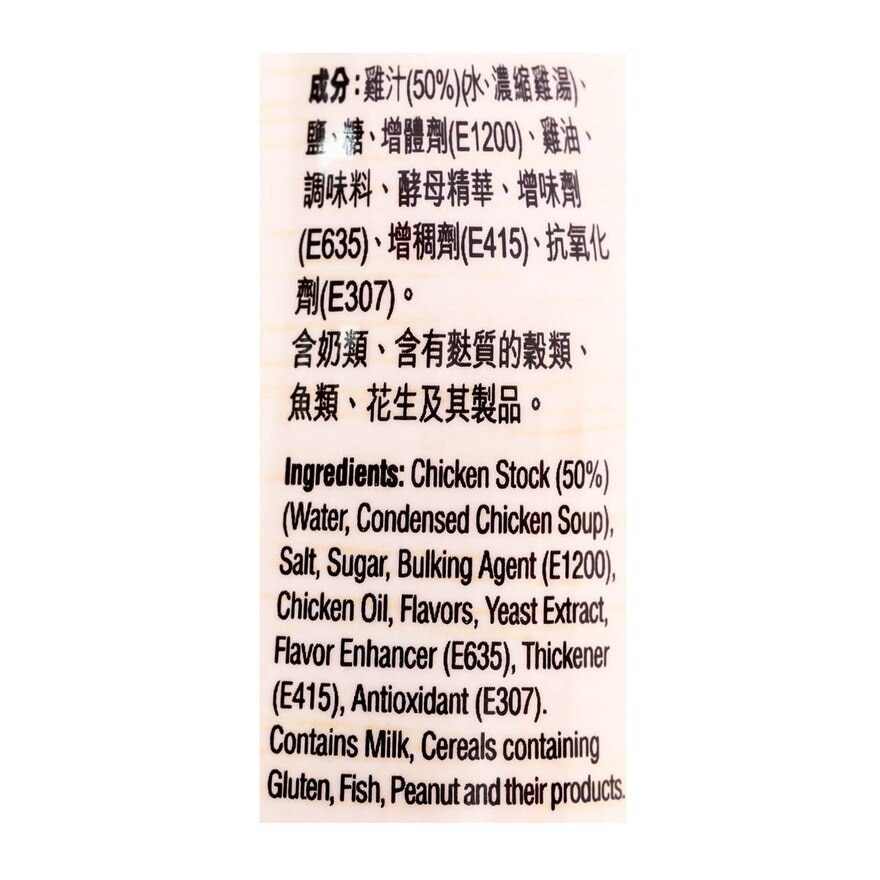 成分：雞汁(50%)(水、濃縮雞湯)、
鹽、糖、增體劑(E1200)、雞油、
調味料、酵母精華、增味劑
(E635)、增稠劑(E415)、抗氧化
劑(E307)。
含奶類、含有麩質的穀類、
魚類、花生及其製品。
Ingredients: Chicken Stock (50%)
(Water, Condensed Chicken Soup),
Salt, Sugar, Bulking Agent (E1200),
Chicken Oil, Flavors, Yeast Extract,
Flavor Enhancer (E635), Thickener
(E415), Antioxidant (E307).
Contains Milk, Cereals containing
Gluten, Fish, Peanut and their products.